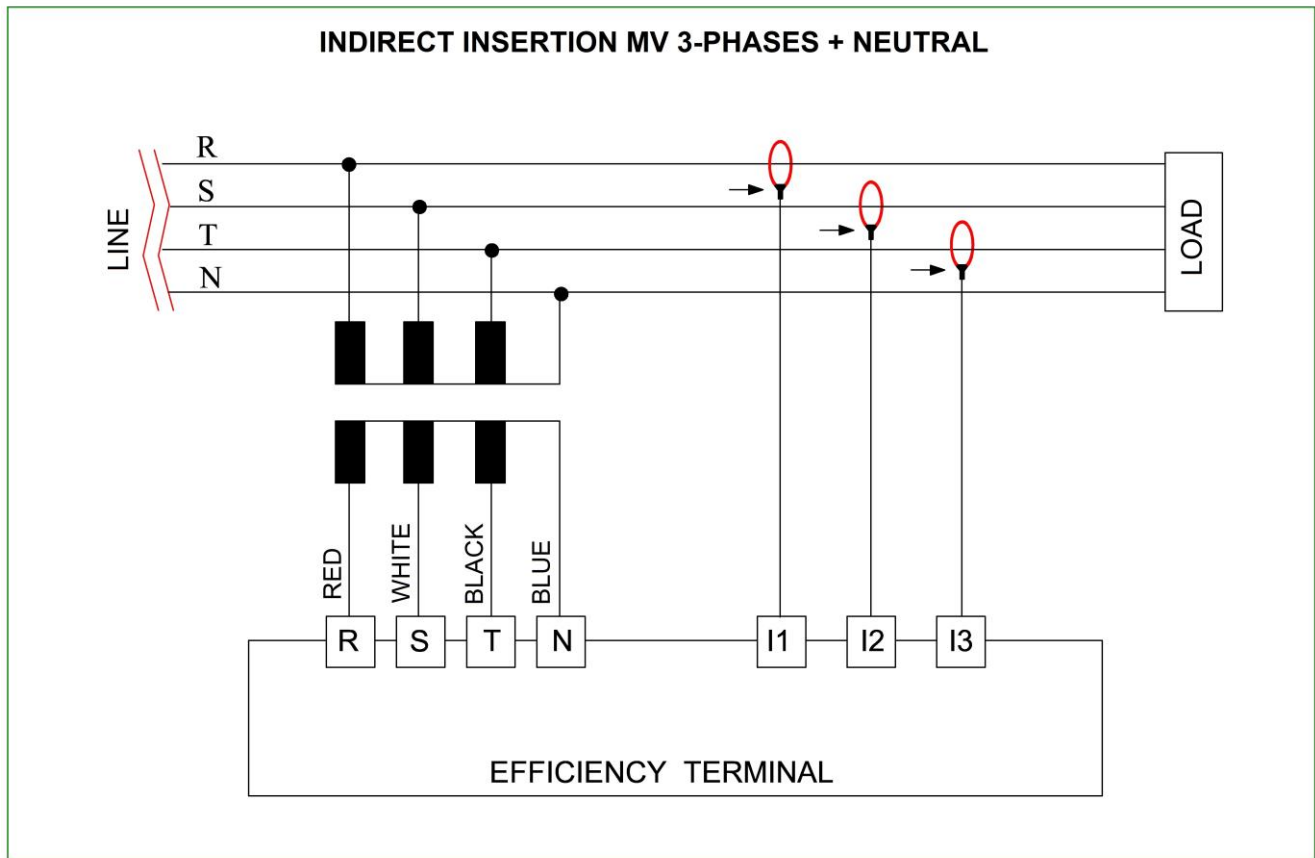 INDIRECT INSERTION MV 3-PHASES + NEUTRAL
R
S
T
N
LINE
LOAD
RED
WHITE
BLACK
BLUE
R
S
T
N
I1
I2
I3
EFFICIENCY TERMINAL